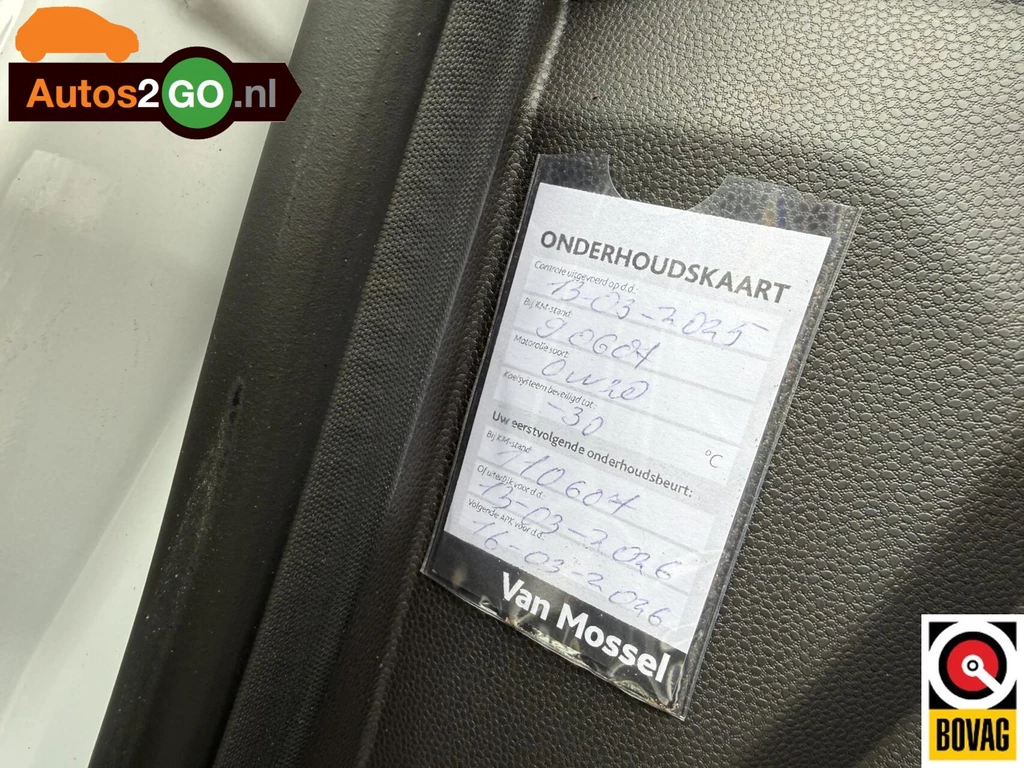 Autos2GO.nl
ONDERHOUDSKAART
Controle uitgevoerd op d.d.:
13-03-2025
Bij KM-stand:
90607
Motorolie soort:
0W20
Koelsysteem beveiligd tot:
-30 °C
Uw eerstvolgende onderhoudsbeurt:
Bij KM-stand:
110607
Of uiterlijk voor d.d.:
13-03-2026
Volgende APK voor d.d.:
16-03-2026
Van Mossel
BOVAG